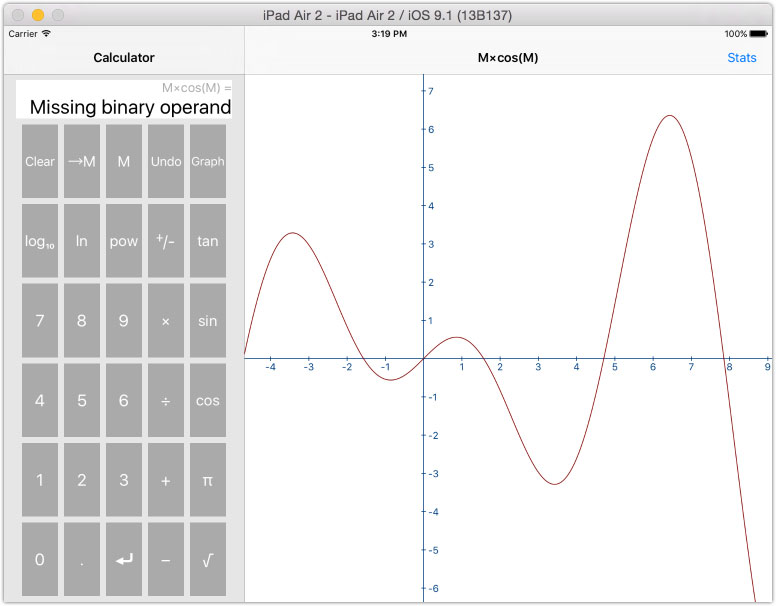 iPad Air 2 - iPad Air 2 / iOS 9.1 (13B137)
Carrier 3:19 PM 100%
Calculator M×cos(M) Stats
M×cos(M) =
Missing binary operand
Clear →M M Undo Graph
log₁₀ ln pow ⁺/- tan
7 8 9 × sin
4 5 6 ÷ cos
1 2 3 + π
0 . ↵ − √
7
6
5
4
3
2
1
-4 -3 -2 -1 1 2 3 4 5 6 7 8 9
-1
-2
-3
-4
-5
-6